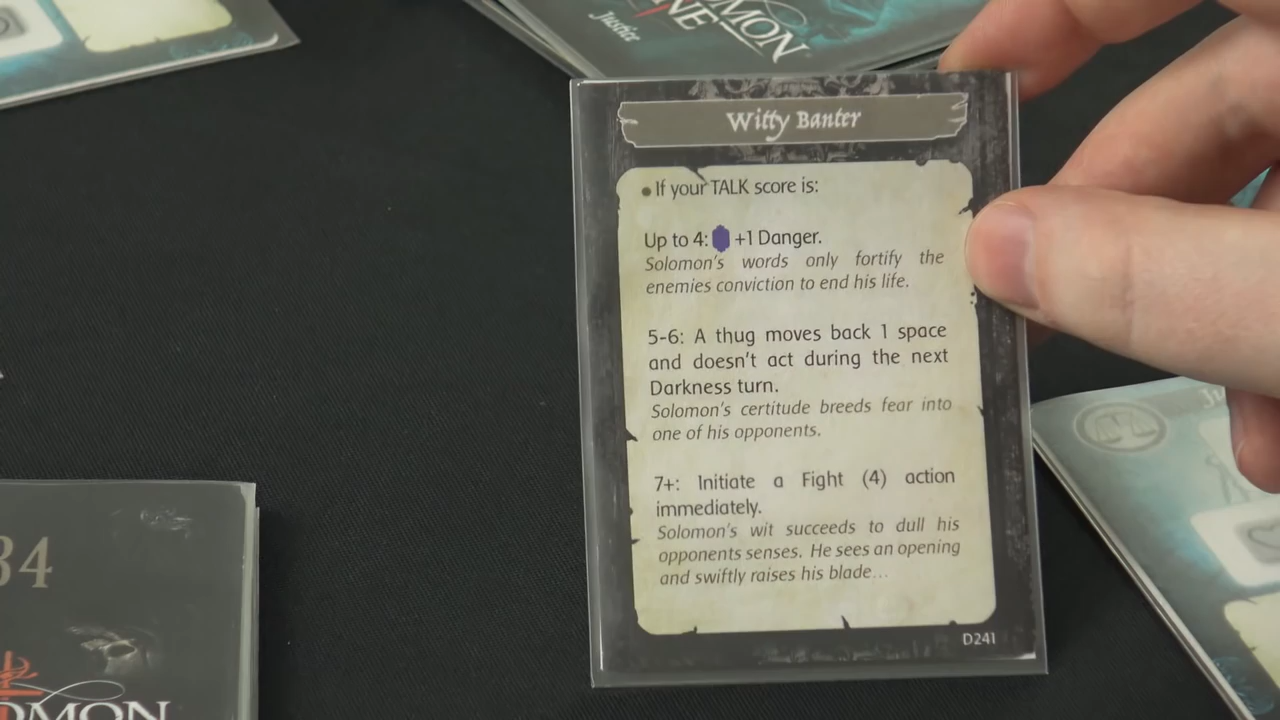 Justice
Witty Banter
• If your TALK score is:
Up to 4: +1 Danger.
Solomon's words only fortify the
enemies conviction to end his life.
5-6: A thug moves back 1 space
and doesn't act during the next
Darkness turn.
Solomon's certitude breeds fear into
one of his opponents.
7+: Initiate a Fight (4) action
immediately.
Solomon's wit succeeds to dull his
opponents senses. He sees an opening
and swiftly raises his blade...
D241
34